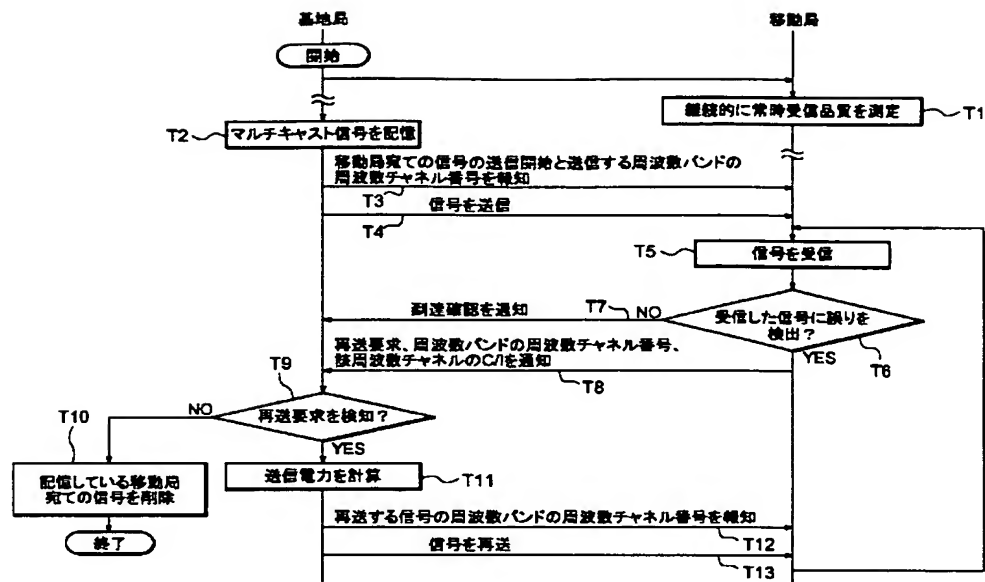 基地局
移動局
開始
継続的に常時受信品質を測定
T1
T2
マルチキャスト信号を記憶
移動局宛ての信号の送信開始と送信する周波数バンドの
周波数チャネル番号を報知
T3
信号を送信
T4
T5
信号を受信
到達確認を通知
T7
NO
受信した信号に誤りを
検出?
YES
T6
再送要求、周波数バンドの周波数チャネル番号、
該周波数チャネルのC/Iを通知
T8
T9
NO
再送要求を検知?
YES
T10
記憶している移動局
宛ての信号を削除
送信電力を計算
T11
再送する信号の周波数バンドの周波数チャネル番号を報知
T12
終了
信号を再送
T13